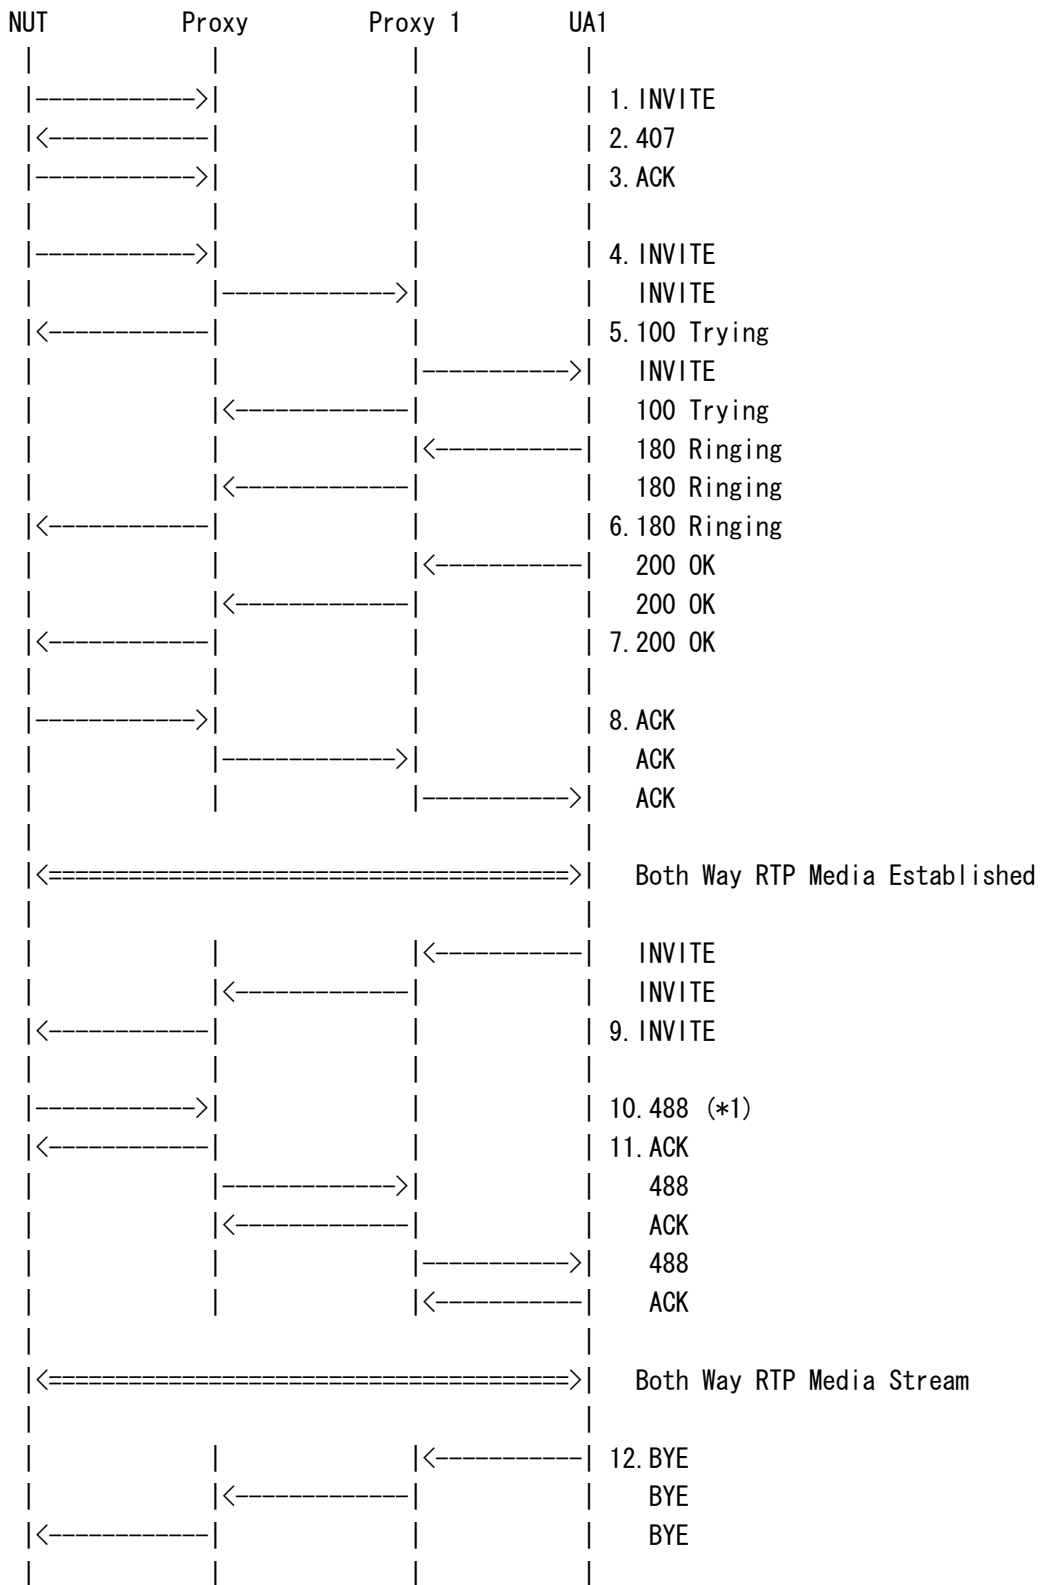 NUT Proxy Proxy 1 UA1
1.INVITE
2.407
3.ACK
4.INVITE
INVITE
5.100 Trying
INVITE
100 Trying
180 Ringing
180 Ringing
6.180 Ringing
200 OK
200 OK
7.200 OK
8.ACK
ACK
ACK
Both Way RTP Media Established
INVITE
INVITE
9.INVITE
10.488 (*1)
11.ACK
488
ACK
488
ACK
Both Way RTP Media Stream
12.BYE
BYE
BYE